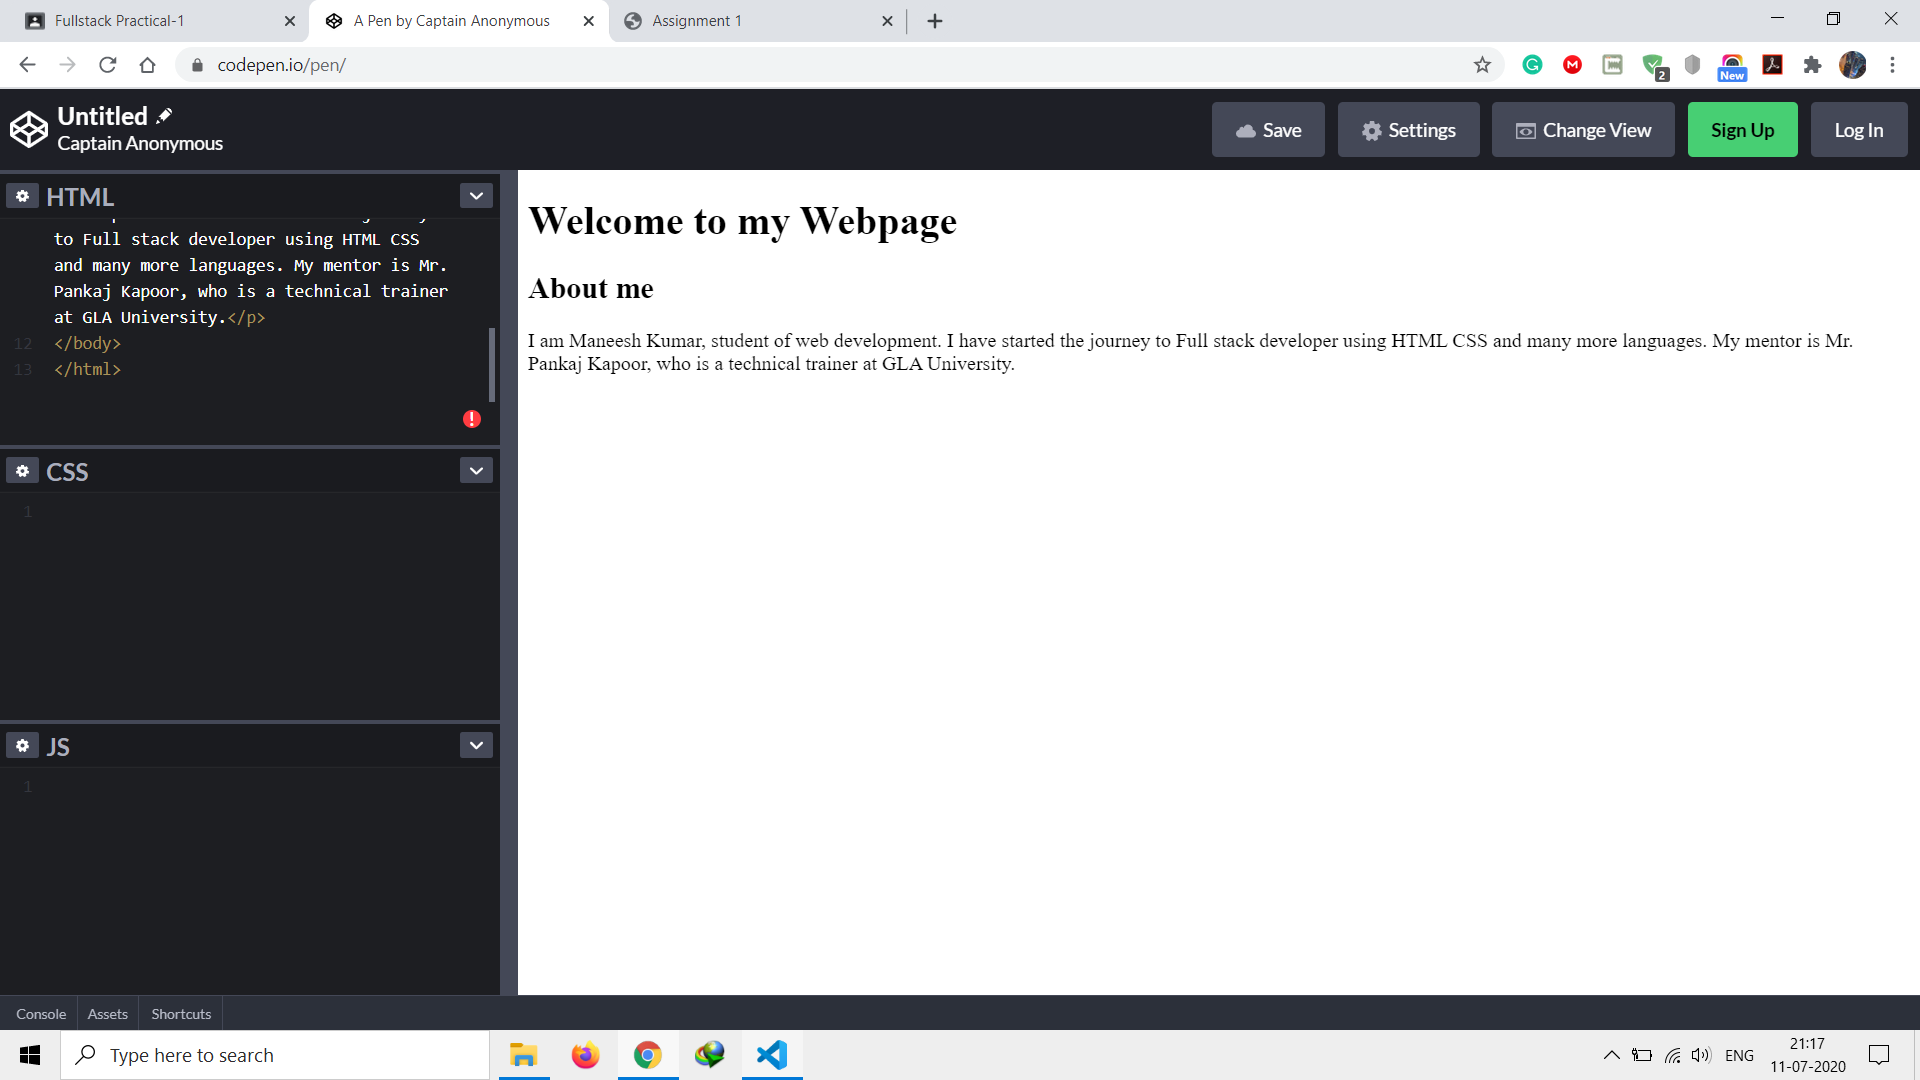 Fullstack Practical-1
A Pen by Captain Anonymous
Assignment 1
codepen.io/pen/
2
New
Untitled
Captain Anonymous
Save
Settings
Change View
Sign Up
Log In
HTML
to Full stack developer using HTML CSS
and many more languages. My mentor is Mr.
Pankaj Kapoor, who is a technical trainer
at GLA University.</p>
12 </body>
13 </html>
CSS
1
JS
1
Welcome to my Webpage
About me
I am Maneesh Kumar, student of web development. I have started the journey to Full stack developer using HTML CSS and many more languages. My mentor is Mr.
Pankaj Kapoor, who is a technical trainer at GLA University.
Console
Assets
Shortcuts
Type here to search
ENG
21:17
11-07-2020